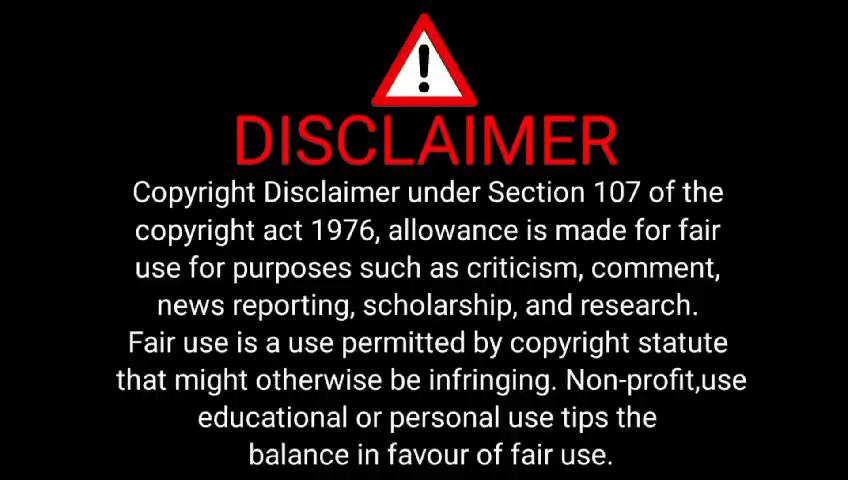 DISCLAIMER
Copyright Disclaimer under Section 107 of the
copyright act 1976, allowance is made for fair
use for purposes such as criticism, comment,
news reporting, scholarship, and research.
Fair use is a use permitted by copyright statute
that might otherwise be infringing. Non-profit,use
educational or personal use tips the
balance in favour of fair use.